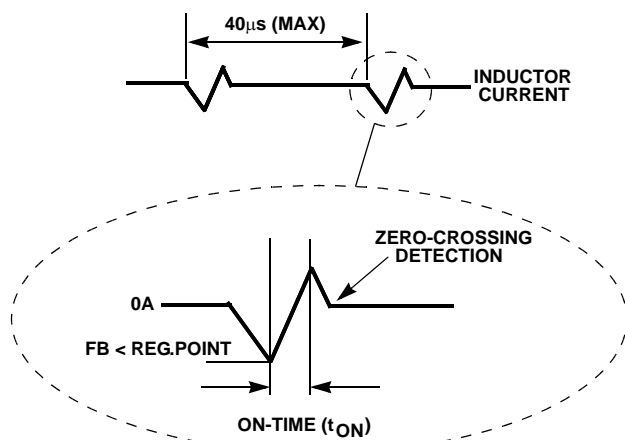 40μs (MAX)
INDUCTOR
CURRENT
ZERO-CROSSING
DETECTION
0A
FB < REG.POINT
ON-TIME (tON)